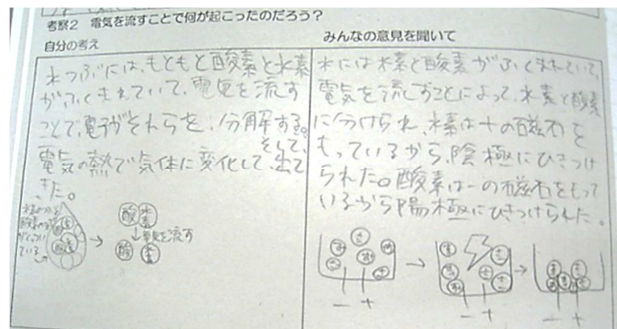 考察2 電気を流すことで何が起こったのだろう?
自分の考え
水つぶには、もともと酸素と水素
がふくまれていて、電気を流す
ことで、電子がそれらを、分解する。
そして、
電気の熱で気体に変化して、出て
きた。
酸 水素
↓電気を流す
酸 素
みんなの意見を聞いて
水には水素と酸素がふくまれていて、
電気を流すことによって、水素と酸素
に分けられ、水素は+の磁石を
もっているから、陰極にひきつけ
られた。酸素は−の磁石をもって
いるから陽極にひきつけられた。
− +
− +
− +